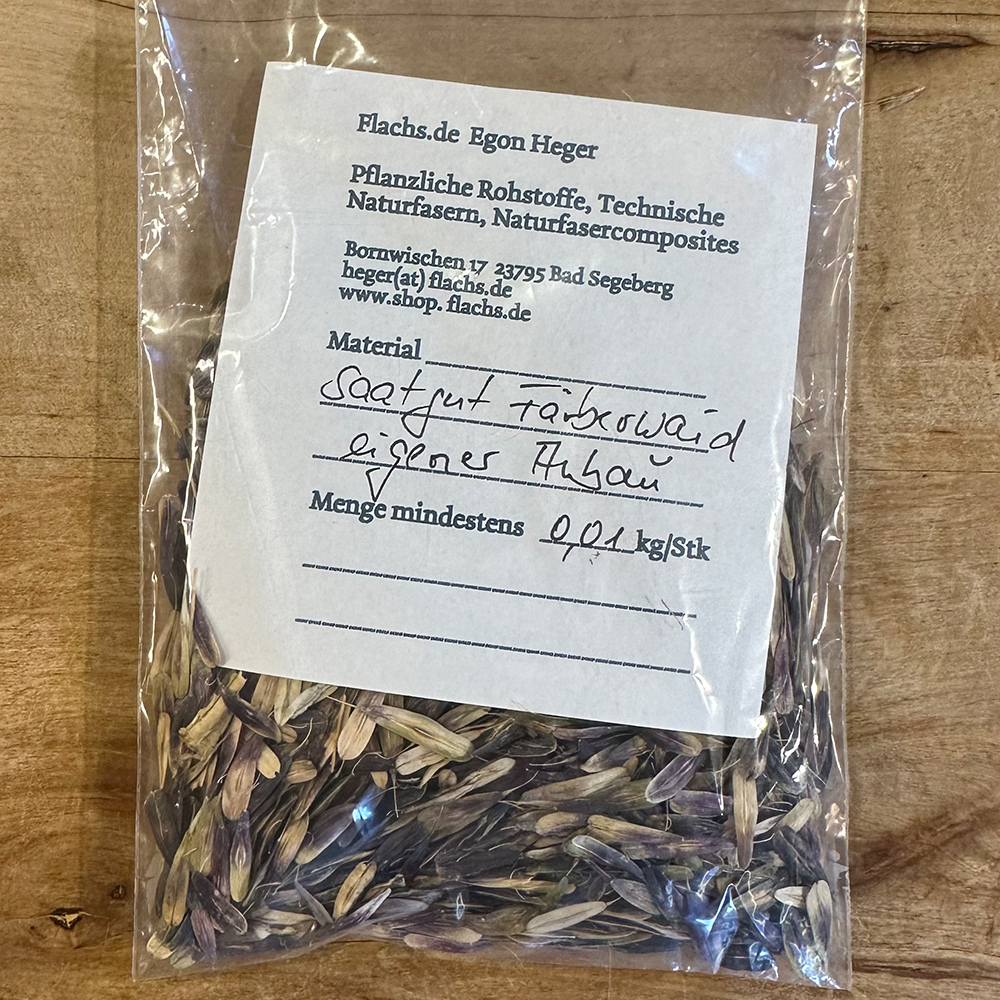 Flachs.de Egon Heger
Pflanzliche Rohstoffe, Technische
Naturfasern, Naturfasercomposites
Bornwischen 17 23795 Bad Segeberg
heger(at) flachs.de
www.shop.flachs.de
Material
Saatgut Färberwaid
eigener Anbau
Menge mindestens 0,01 kg/Stk